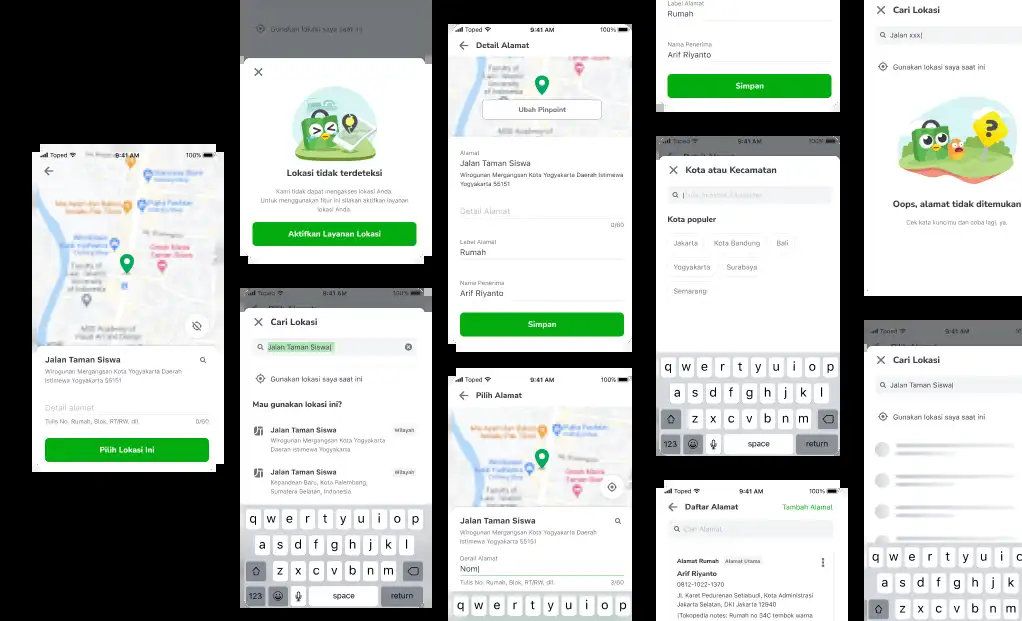 Toped 9:41 AM 100%
Jalan Taman Siswa
Wirogunan Mergangsan Kota Yogyakarta Daerah
Istimewa Yogyakarta 55151
Detail alamat
Tulis No. Rumah, Blok, RT/RW, dll.
0/60
Pilih Lokasi Ini
Gunakan lokasi saya saat ini
Lokasi tidak terdeteksi
Kami tidak dapat mengakses lokasi Anda.
Untuk menggunakan fitur ini silakan aktifkan layanan
lokasi Anda.
Aktifkan Layanan Lokasi
Toped 9:41 AM 100%
Cari Lokasi
Jalan Taman Siswa
Gunakan lokasi saya saat ini
Mau gunakan lokasi ini?
Jalan Taman Siswa
Wilayah
Wirogunan Mergangsan Kota Yogyakarta
Daerah Istimewa Yogyakarta
Jalan Taman Siswa
Wilayah
Kepandean Baru, Kota Palembang,
Sumatera Selatan, Indonesia
q w e r t y u i o p
a s d f g h j k l
z x c v b n m
123 space return
Toped 9:41 AM 100%
Detail Alamat
Ubah Pinpoint
Alamat
Jalan Taman Siswa
Wirogunan Mergangsan Kota Yogyakarta Daerah Istimewa
Yogyakarta 55151
Detail Alamat
0/60
Label Alamat
Rumah
Nama Penerima
Arif Riyanto
Simpan
Toped 9:41 AM 100%
Pilih Alamat
Jalan Taman Siswa
Wirogunan Mergangsan Kota Yogyakarta Daerah
Istimewa Yogyakarta 55151
Detail Alamat
Nom
Tulis No. Rumah, Blok, RT/RW, dll.
3/60
q w e r t y u i o p
Label Alamat
Rumah
Nama Penerima
Arif Riyanto
Simpan
Toped 9:41 AM 100%
Kota atau Kecamatan
Kota populer
Jakarta Kota Bandung Bali
Yogyakarta Surabaya
Semarang
q w e r t y u i o p
a s d f g h j k l
z x c v b n m
123 space return
Toped 9:41 AM 100%
Daftar Alamat
Tambah Alamat
Cari Alamat
Alamat Rumah
Alamat Utama
Arif Riyanto
0812-1022-1370
Jl. Karet Pedurenan Setiabudi, Kota Administrasi
Jakarta Selatan, DKI Jakarta 12940
(Tokopedia notes: Rumah no 34C tembok warna
Cari Lokasi
Jalan xxx
Gunakan lokasi saya saat ini
?
Oops, alamat tidak ditemukan
Cek kata kuncimu dan coba lagi, ya.
Toped 9:41 AM
Cari Lokasi
Jalan Taman Siswa
Gunakan lokasi saya saat ini
q w e r t y u i
a s d f g h j k
z x c v b n m